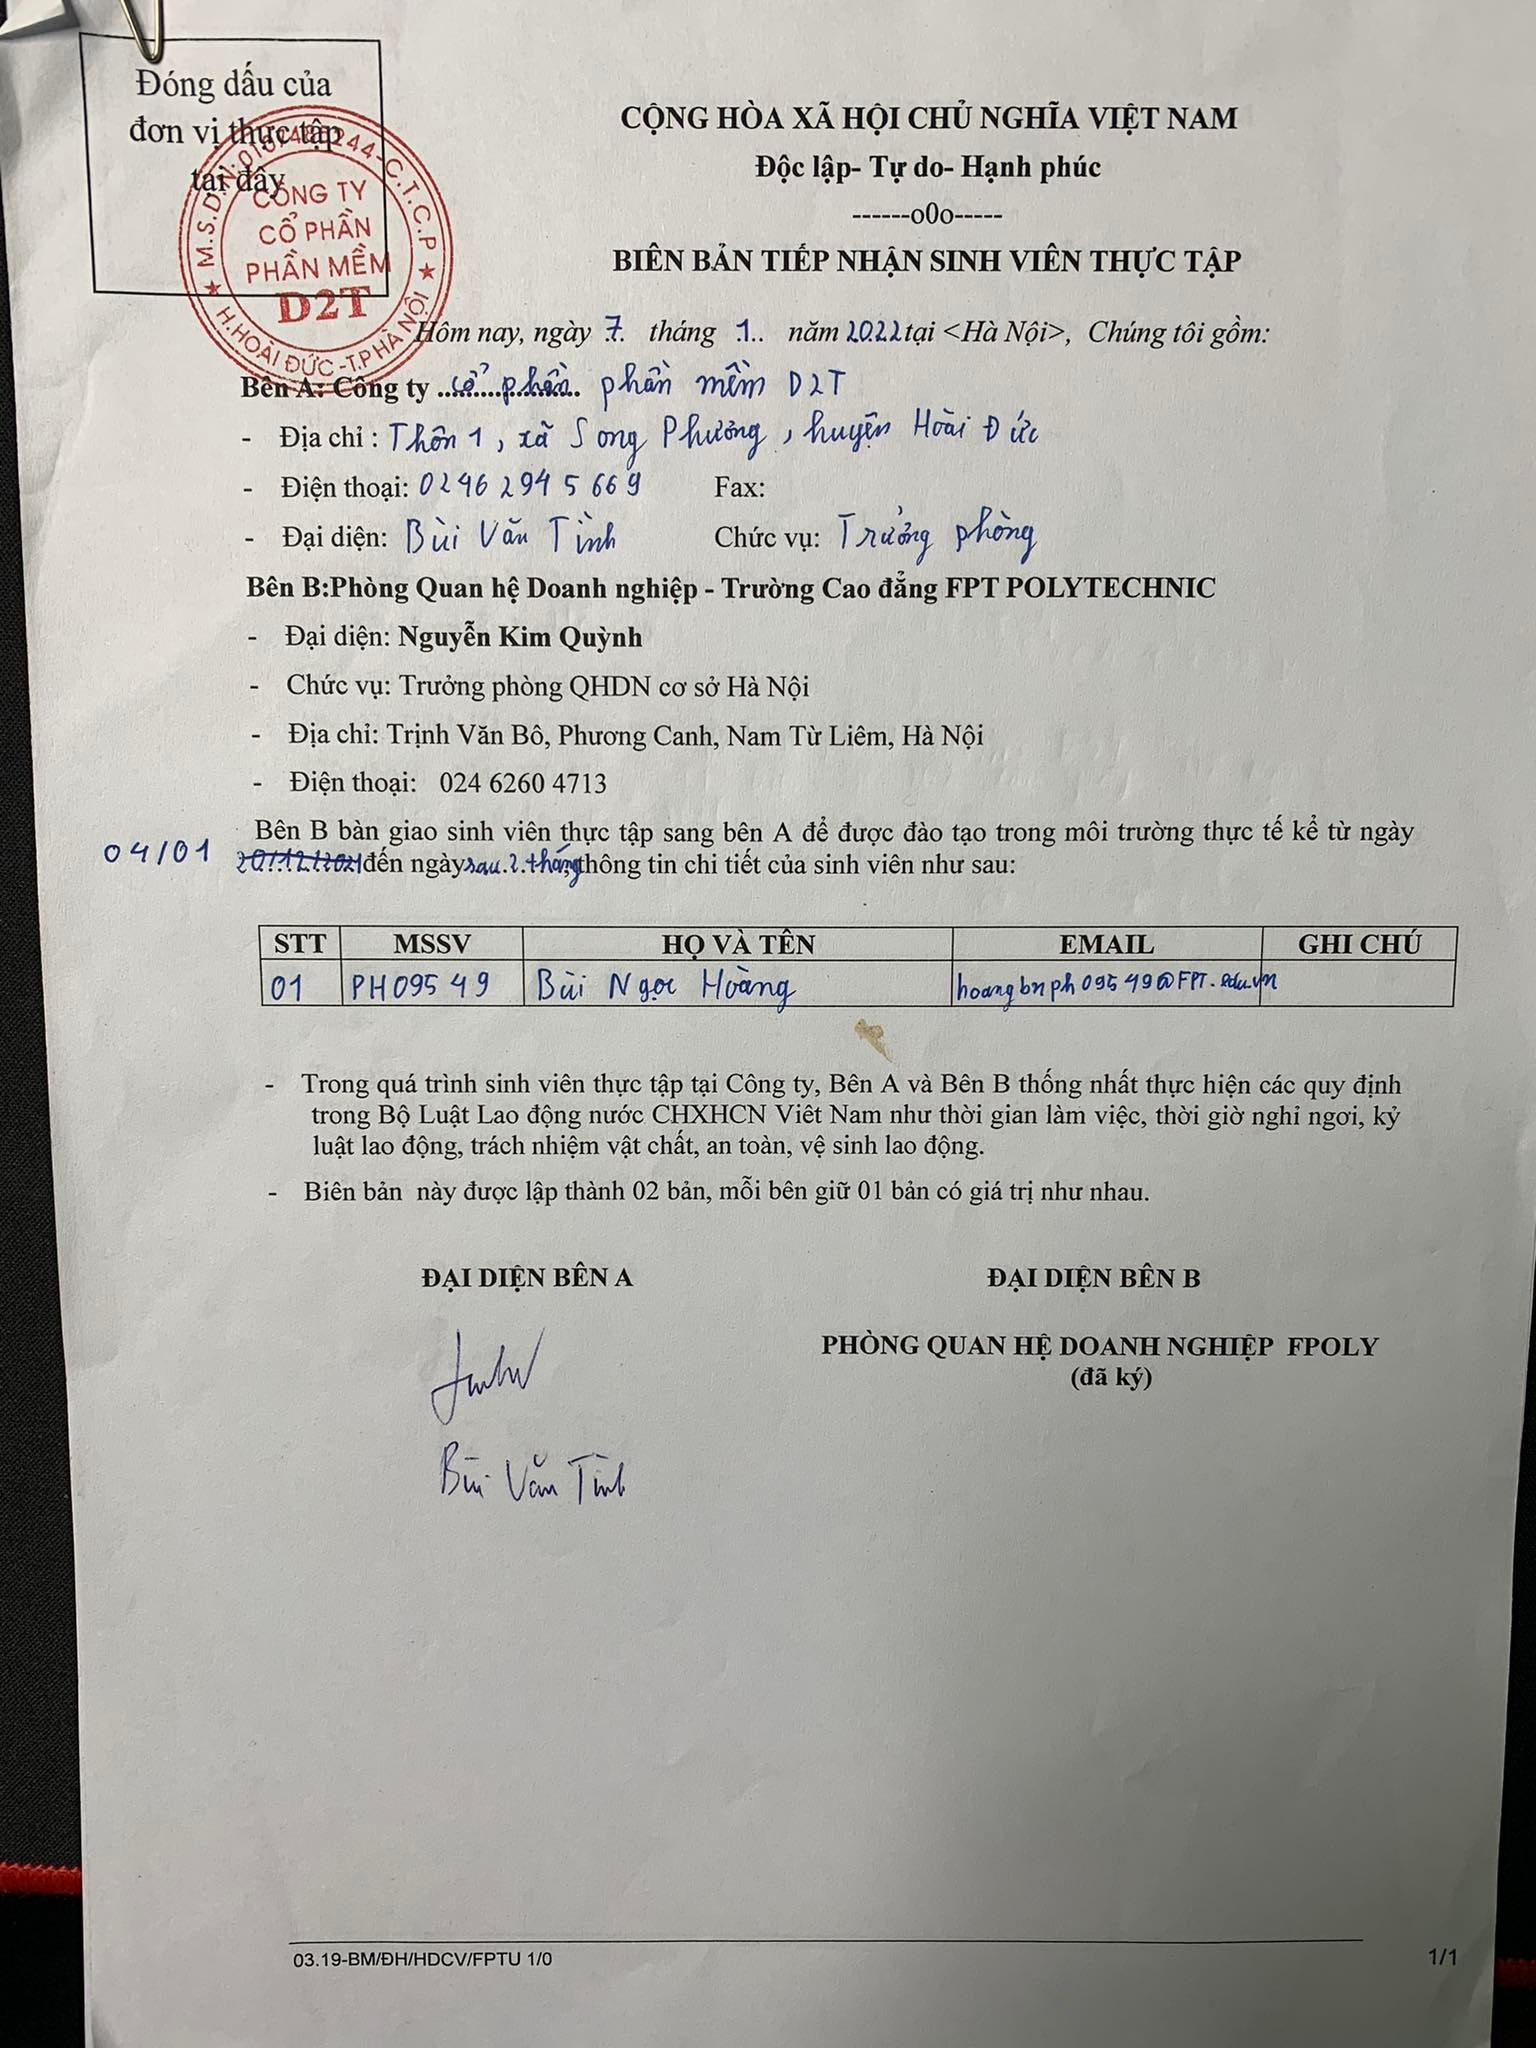 Đóng dấu của
đơn vị thực tập
tại đây
CÔNG TY
CỔ PHẦN
PHẦN MỀM
D2T
H.HOÀI ĐỨC -T.P HÀ NỘI
CỘNG HÒA XÃ HỘI CHỦ NGHĨA VIỆT NAM
Độc lập- Tự do- Hạnh phúc
------o0o-----
BIÊN BẢN TIẾP NHẬN SINH VIÊN THỰC TẬP
Hôm nay, ngày 7 tháng 1.. năm 2022 tại <Hà Nội>, Chúng tôi gồm:
Bên A: Công ty cổ phần phần mềm D2T
- Địa chỉ : Thôn 1, xã Song Phương, huyện Hoài Đức
- Điện thoại: 0246 294 5 669 Fax:
- Đại diện: Bùi Văn Tình Chức vụ: Trưởng phòng
Bên B:Phòng Quan hệ Doanh nghiệp - Trường Cao đẳng FPT POLYTECHNIC
- Đại diện: Nguyễn Kim Quỳnh
- Chức vụ: Trưởng phòng QHDN cơ sở Hà Nội
- Địa chỉ: Trịnh Văn Bô, Phương Canh, Nam Từ Liêm, Hà Nội
- Điện thoại: 024 6260 4713
Bên B bàn giao sinh viên thực tập sang bên A để được đào tạo trong môi trường thực tế kể từ ngày
04/01 20/12/2021 đến ngày sau 2 tháng thông tin chi tiết của sinh viên như sau:
STT MSSV HỌ VÀ TÊN EMAIL GHI CHÚ
01 PH09549 Bùi Ngọc Hoàng hoangbnph09549@FPT.edu.vn
- Trong quá trình sinh viên thực tập tại Công ty, Bên A và Bên B thống nhất thực hiện các quy định
trong Bộ Luật Lao động nước CHXHCN Viêt Nam như thời gian làm việc, thời giờ nghỉ ngơi, kỷ
luật lao động, trách nhiệm vật chất, an toàn, vệ sinh lao động.
- Biên bản này được lập thành 02 bản, mỗi bên giữ 01 bản có giá trị như nhau.
ĐẠI DIỆN BÊN A ĐẠI DIỆN BÊN B
PHÒNG QUAN HỆ DOANH NGHIỆP FPOLY
(đã ký)
Bùi Văn Tình
03.19-BM/ĐH/HDCV/FPTU 1/0 1/1